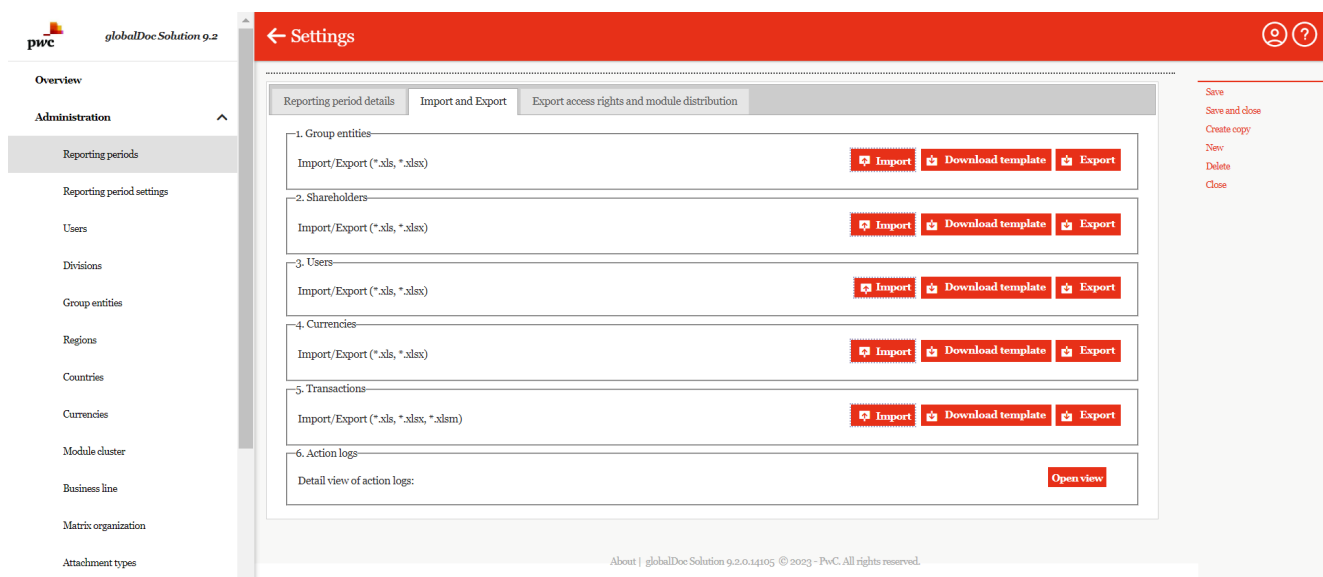 pwc
globalDoc Solution 9.2
Overview
Administration
Reporting periods
Reporting period settings
Users
Divisions
Group entities
Regions
Countries
Currencies
Module cluster
Business line
Matrix organization
Attachment types
Settings
?
Reporting period details Import and Export Export access rights and module distribution
1. Group entities
Import/Export (*.xls, *.xlsx) Import Download template Export
2. Shareholders
Import/Export (*.xls, *.xlsx) Import Download template Export
3. Users
Import/Export (*.xls, *.xlsx) Import Download template Export
4. Currencies
Import/Export (*.xls, *.xlsx) Import Download template Export
5. Transactions
Import/Export (*.xls, *.xlsx, *.xlsm) Import Download template Export
6. Action logs
Detail view of action logs: Open view
Save
Save and close
Create copy
New
Delete
Close
About | globalDoc Solution 9.2.0.14105 © 2023 - PwC. All rights reserved.